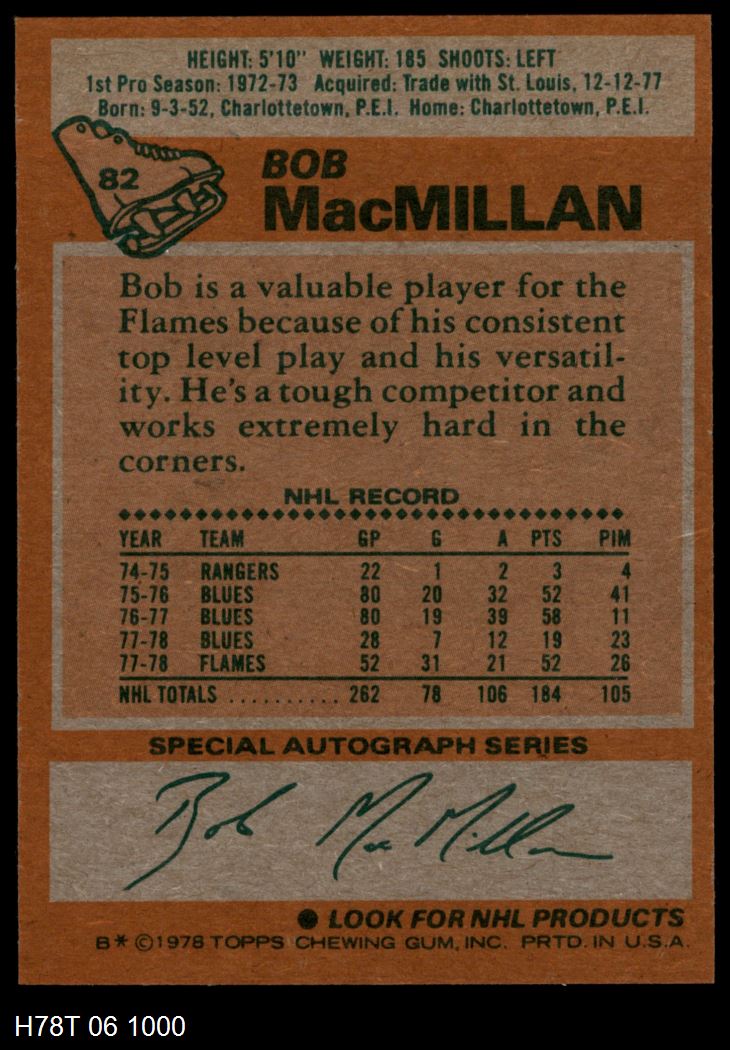 HEIGHT: 5'10" WEIGHT: 185 SHOOTS: LEFT
1st Pro Season: 1972-73 Acquired: Trade with St. Louis, 12-12-77
Born: 9-3-52, Charlottetown, P.E.I. Home: Charlottetown, P.E.I.
82
BOB
MacMILLAN
Bob is a valuable player for the
Flames because of his consistent
top level play and his versatil-
ity. He's a tough competitor and
works extremely hard in the
corners.
NHL RECORD
YEAR TEAM GP G A PTS PIM
74-75 RANGERS 22 1 2 3 4
75-76 BLUES 80 20 32 52 41
76-77 BLUES 80 19 39 58 11
77-78 BLUES 28 7 12 19 23
77-78 FLAMES 52 31 21 52 26
NHL TOTALS .......... 262 78 106 184 105
SPECIAL AUTOGRAPH SERIES
Bob MacMillan
● LOOK FOR NHL PRODUCTS
B* ©1978 TOPPS CHEWING GUM, INC. PRTD. IN U.S.A.
H78T 06 1000